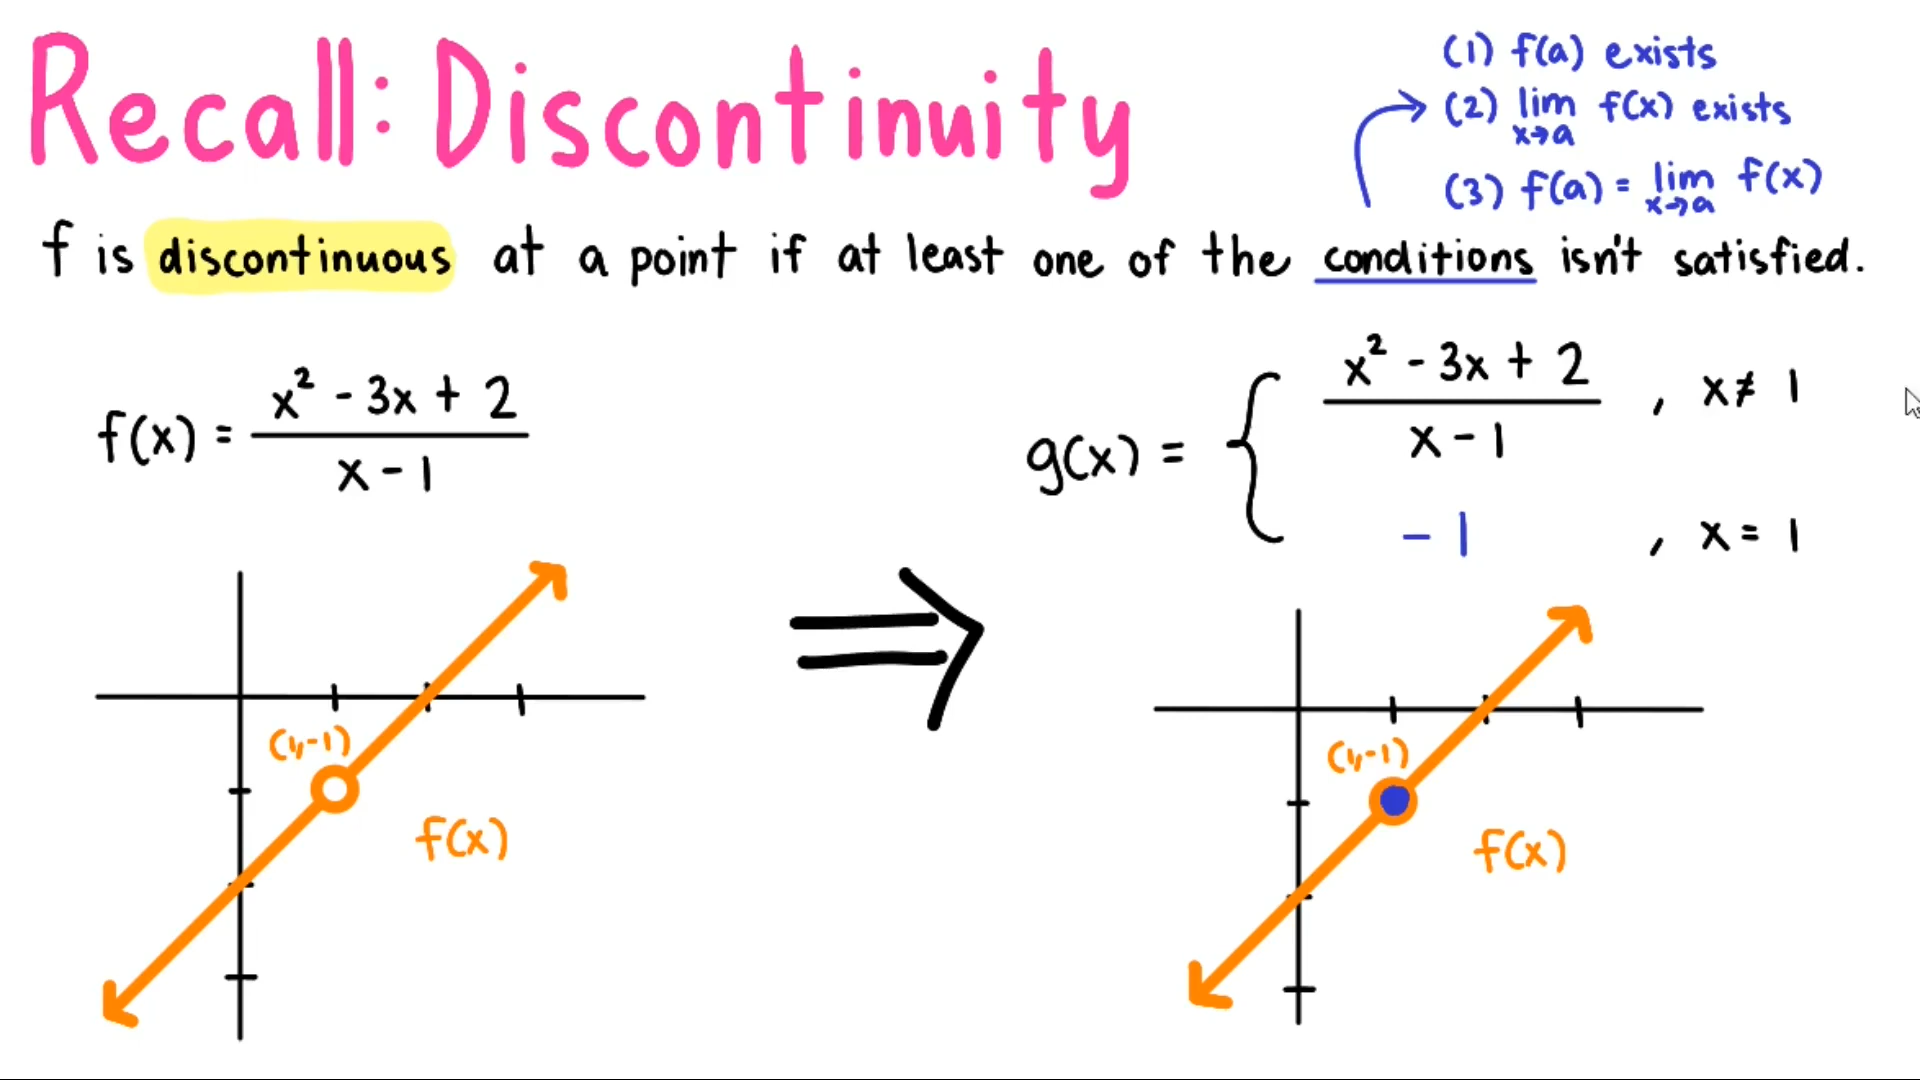 Recall: Discontinuity
(1) f(a) exists
(2) lim f(x) exists
x→a
(3) f(a) = lim f(x)
x→a
f is discontinuous at a point if at least one of the conditions isn't satisfied.
f(x) = x² - 3x + 2
x - 1
g(x) = { x² - 3x + 2 , x ≠ 1
x - 1
-1 , x = 1
(1,-1)
f(x)
(1,-1)
f(x)